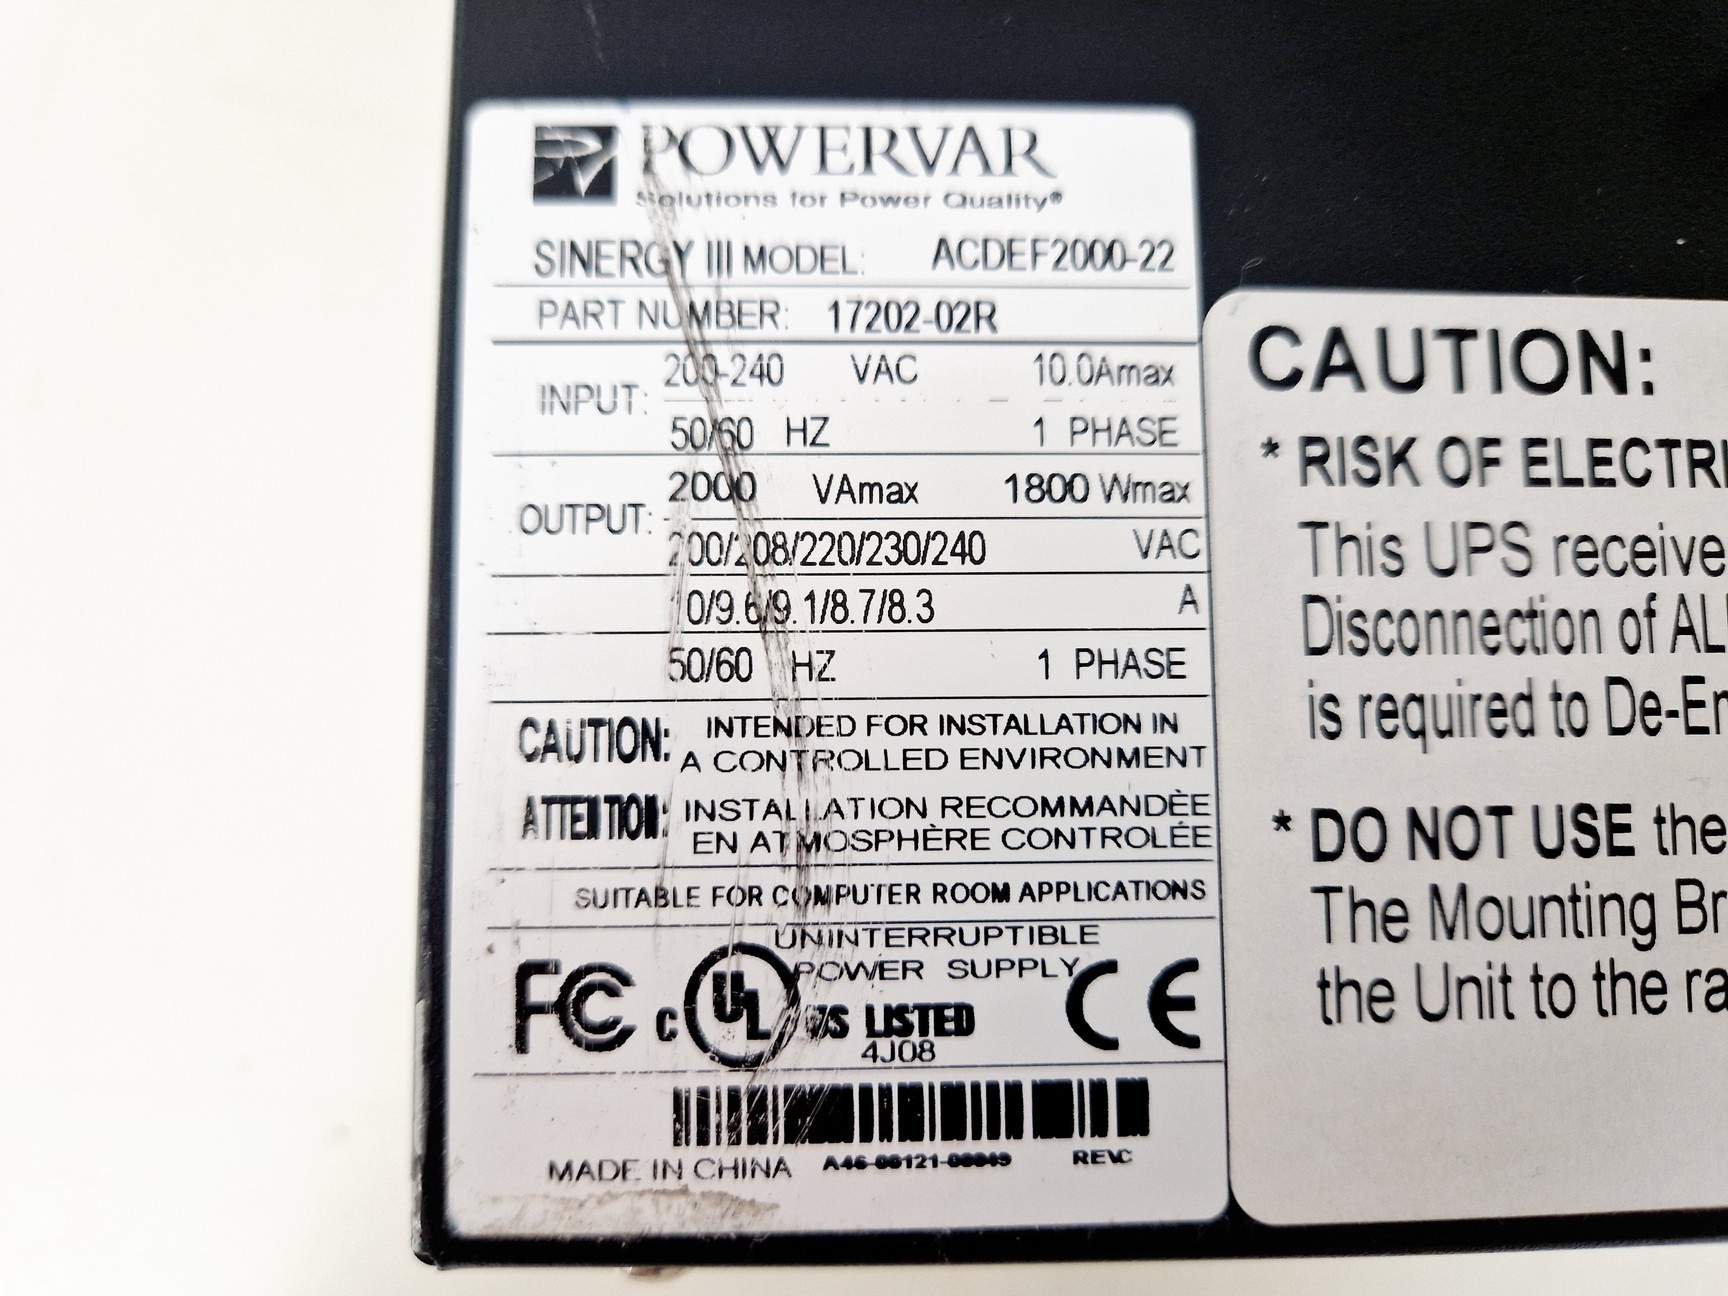 POWERVAR
Solutions for Power Quality®
SINERGY III MODEL: ACDEF2000-22
PART NUMBER: 17202-02R
INPUT: 200-240 VAC 10.0Amax
50/60 HZ 1 PHASE
OUTPUT: 2000 VAmax 1800 Wmax
200/208/220/230/240 VAC
10/9.6/9.1/8.7/8.3 A
50/60 HZ 1 PHASE
CAUTION: INTENDED FOR INSTALLATION IN
A CONTROLLED ENVIRONMENT
ATTENTION: INSTALLATION RECOMMANDÈE
EN ATMOSPHÈRE CONTROLÉE
SUITABLE FOR COMPUTER ROOM APPLICATIONS
UNINTERRUPTIBLE
POWER SUPPLY
FC C UL US LISTED CE
4J08
MADE IN CHINA A46-00121-00049 REV.C
CAUTION:
* RISK OF ELECTRI
This UPS receive
Disconnection of AL
is required to De-En
* DO NOT USE the
The Mounting Br
the Unit to the ra